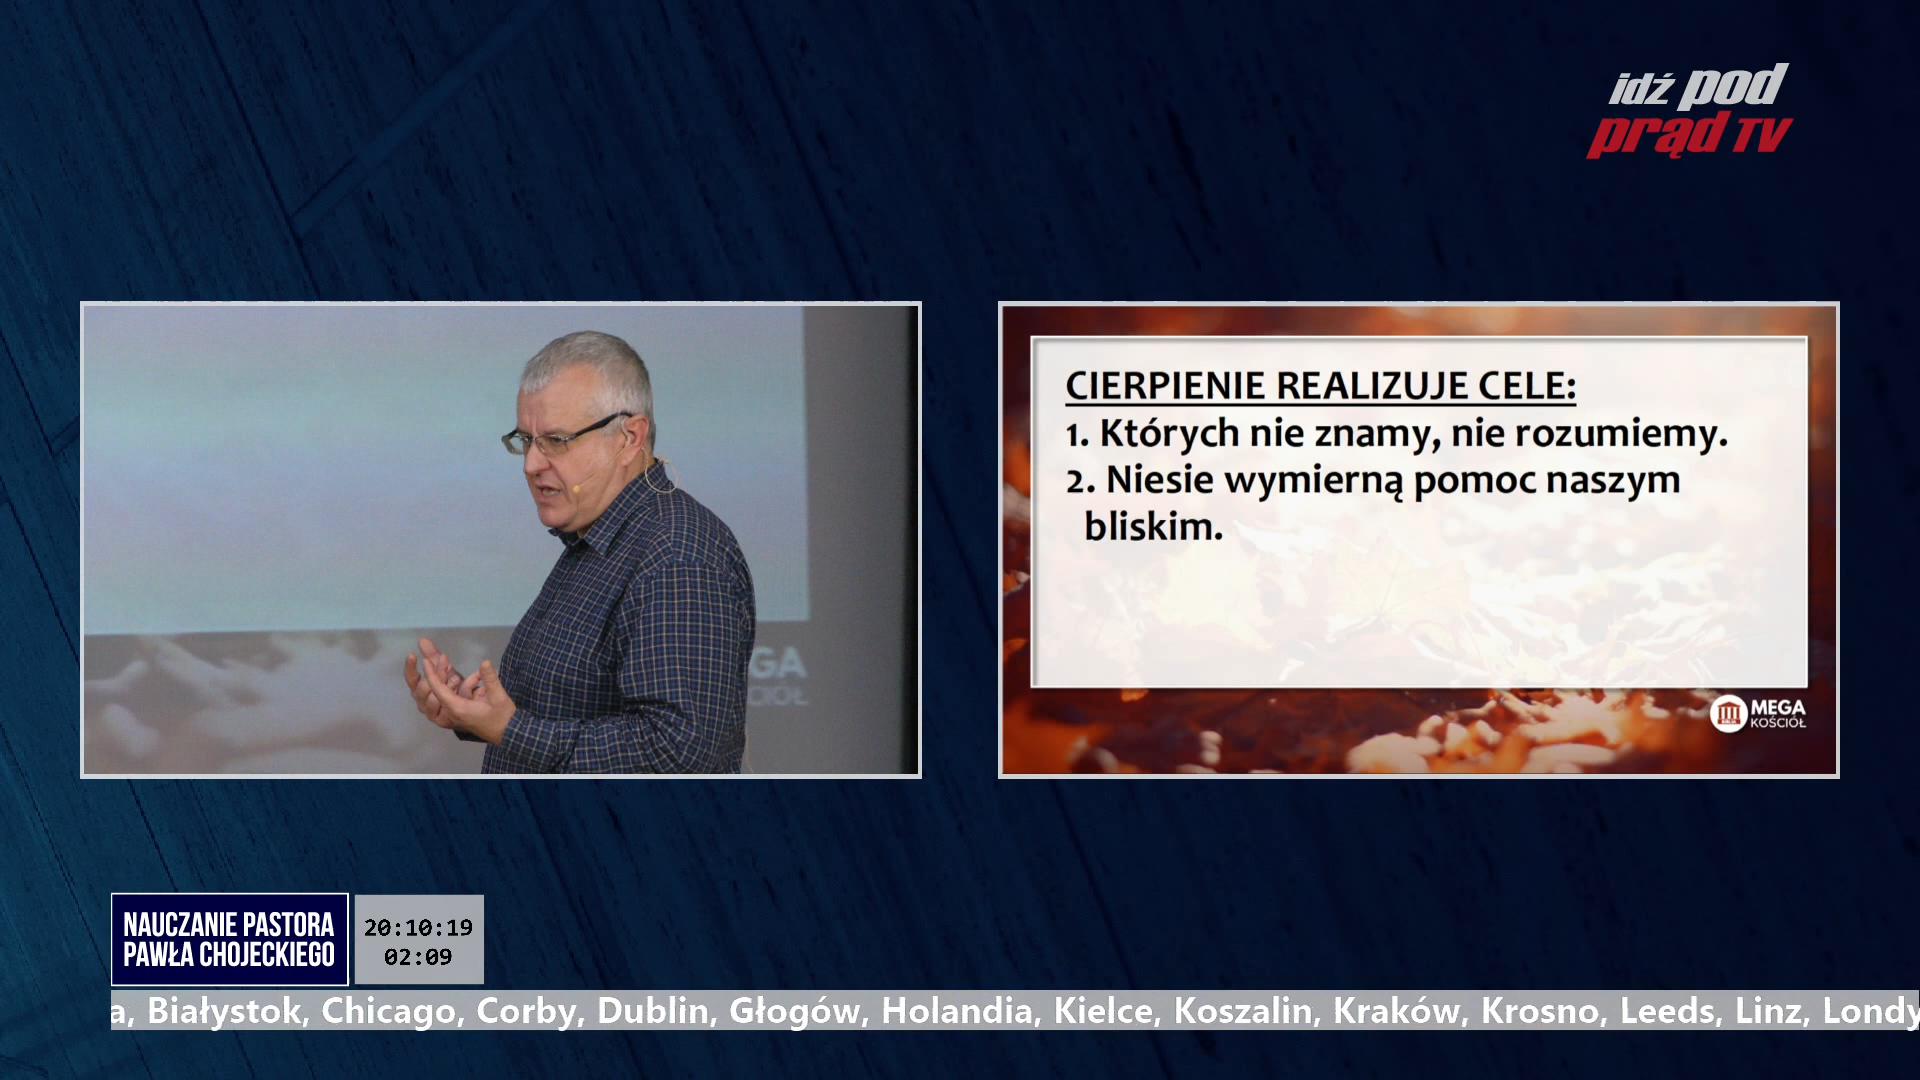 idź pod
prąd TV
CIERPIENIE REALIZUJE CELE:
1. Których nie znamy, nie rozumiemy.
2. Niesie wymierną pomoc naszym
bliskim.
MEGA
KOŚCIÓŁ
NAUCZANIE PASTORA
PAWŁA CHOJECKIEGO
20:10:19
02:09
a, Białystok, Chicago, Corby, Dublin, Głogów, Holandia, Kielce, Koszalin, Kraków, Krosno, Leeds, Linz, Londy